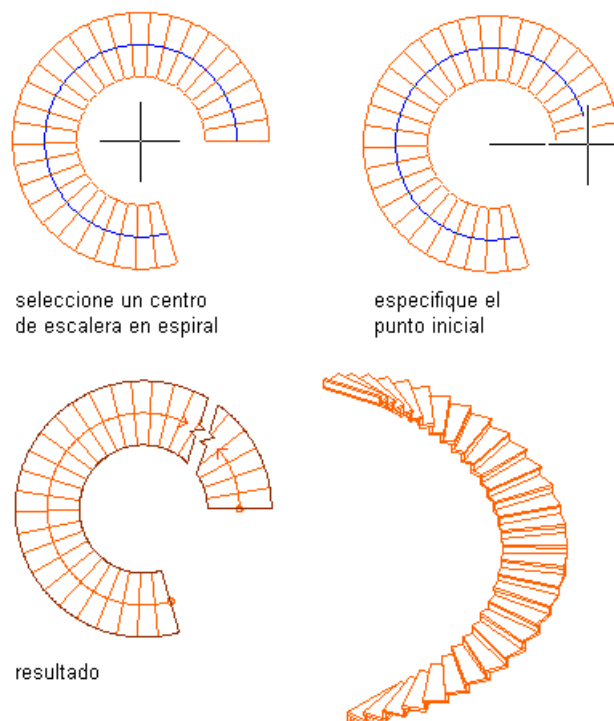 seleccione un centro
de escalera en espiral
especifique el
punto inicial
resultado